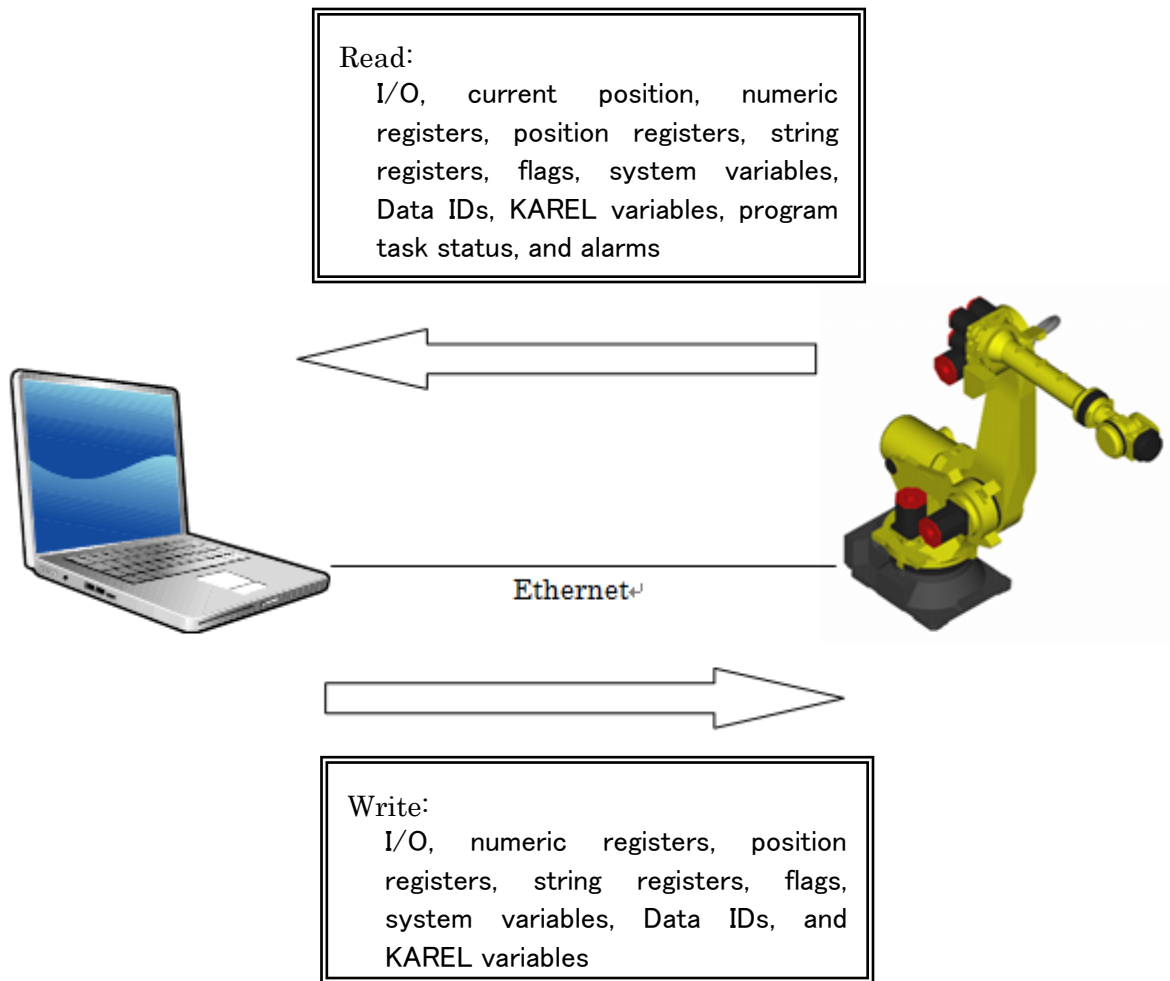 Read:
I/O, current position, numeric
registers, position registers, string
registers, flags, system variables,
Data IDs, KAREL variables, program
task status, and alarms
Ethernet↵
Write:
I/O, numeric registers, position
registers, string registers, flags,
system variables, Data IDs, and
KAREL variables